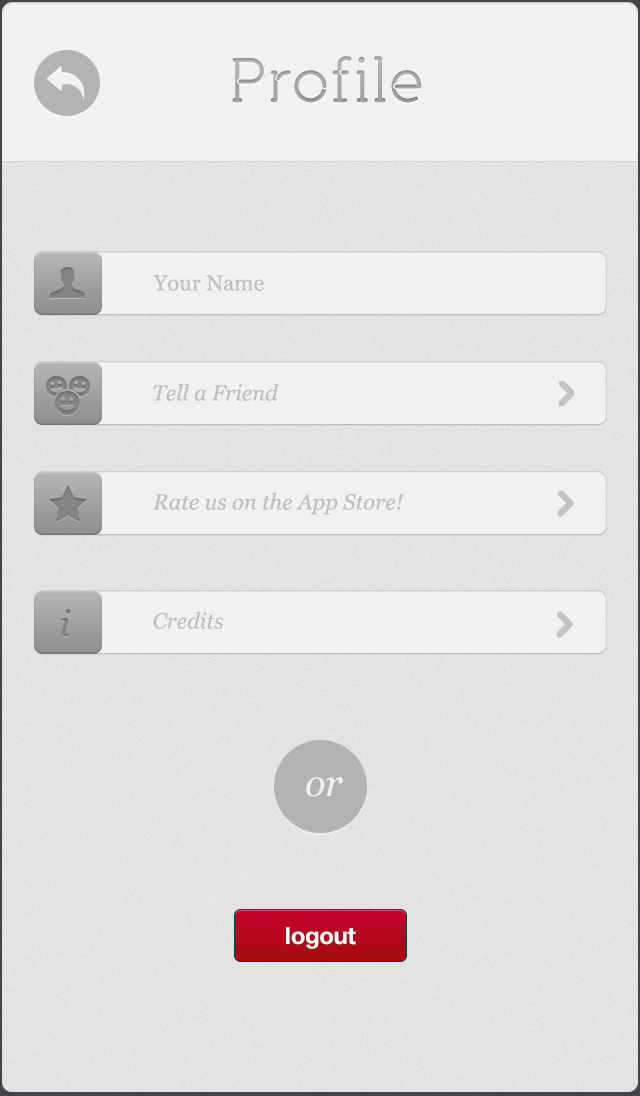 Profile
Your Name
Tell a Friend
Rate us on the App Store!
i
Credits
or
logout